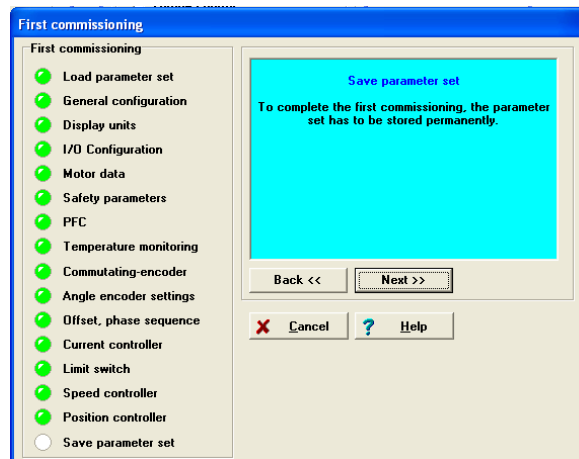 First commissioning
First commissioning
Load parameter set
General configuration
Display units
I/O Configuration
Motor data
Safety parameters
PFC
Temperature monitoring
Commutating-encoder
Angle encoder settings
Offset, phase sequence
Current controller
Limit switch
Speed controller
Position controller
Save parameter set
Save parameter set
To complete the first commissioning, the parameter
set has to be stored permanently.
Back <<
Next >>
Cancel
Help